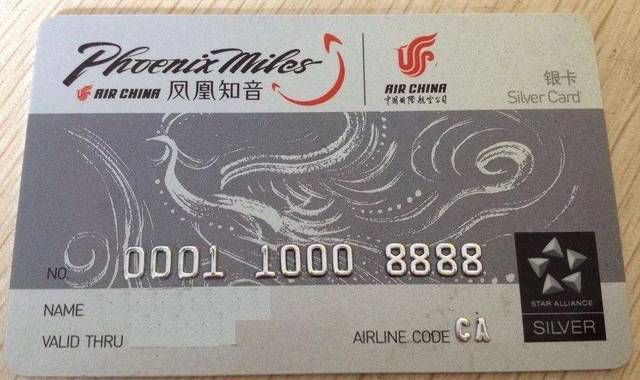 Phoenix Miles
AIR CHINA 凤凰知音
AIR CHINA
中国国际航空公司
银卡
Silver Card
NO. 0001 1000 8888
NAME
VALID THRU
AIRLINE CODE CA
STAR ALLIANCE
SILVER